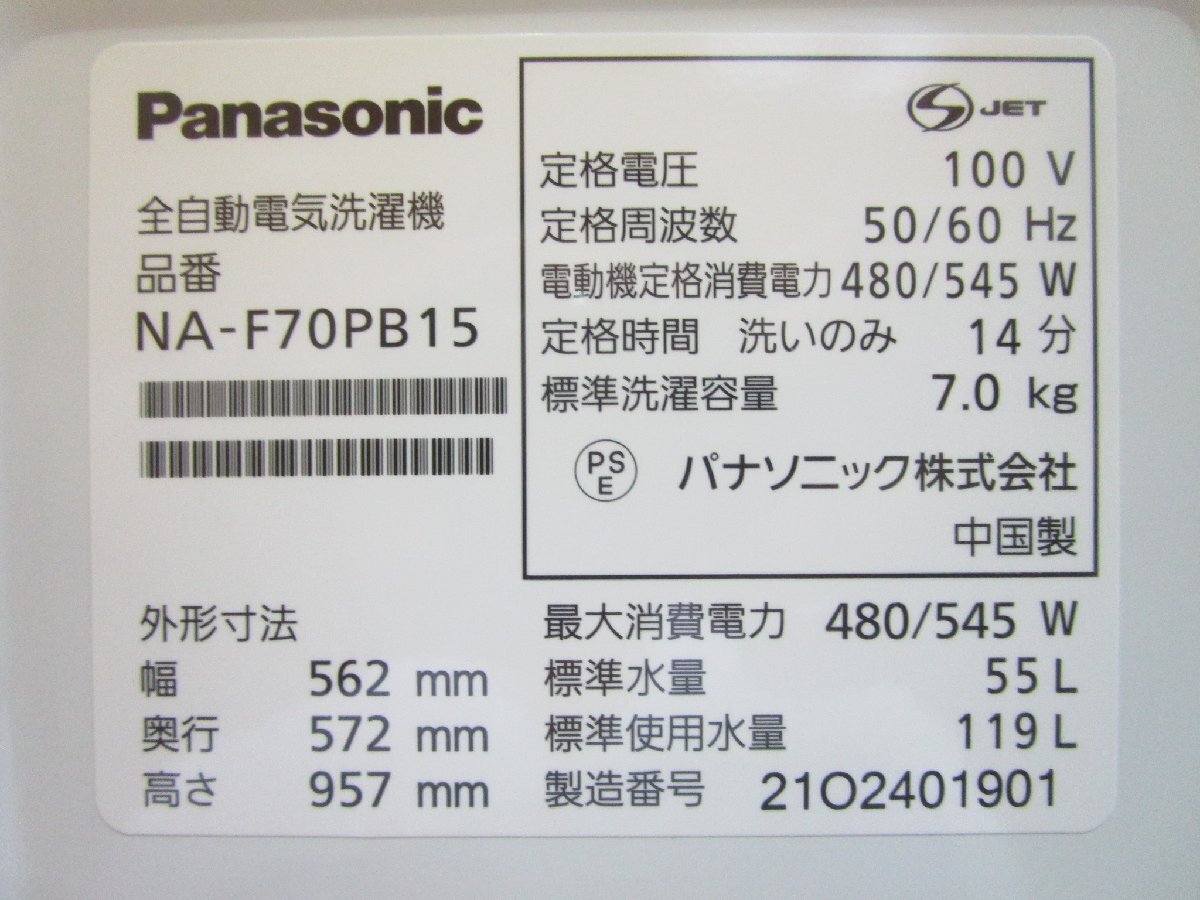 Panasonic
全自動電気洗濯機
品番
NA-F70PB15
JET
定格電圧 100 V
定格周波数 50/60 Hz
電動機定格消費電力 480/545 W
定格時間 洗いのみ 14 分
標準洗濯容量 7.0 kg
PS
E
パナソニック株式会社
中国製
外形寸法
幅 562 mm
奥行 572 mm
高さ 957 mm
最大消費電力 480/545 W
標準水量 55 L
標準使用水量 119 L
製造番号 21O2401901